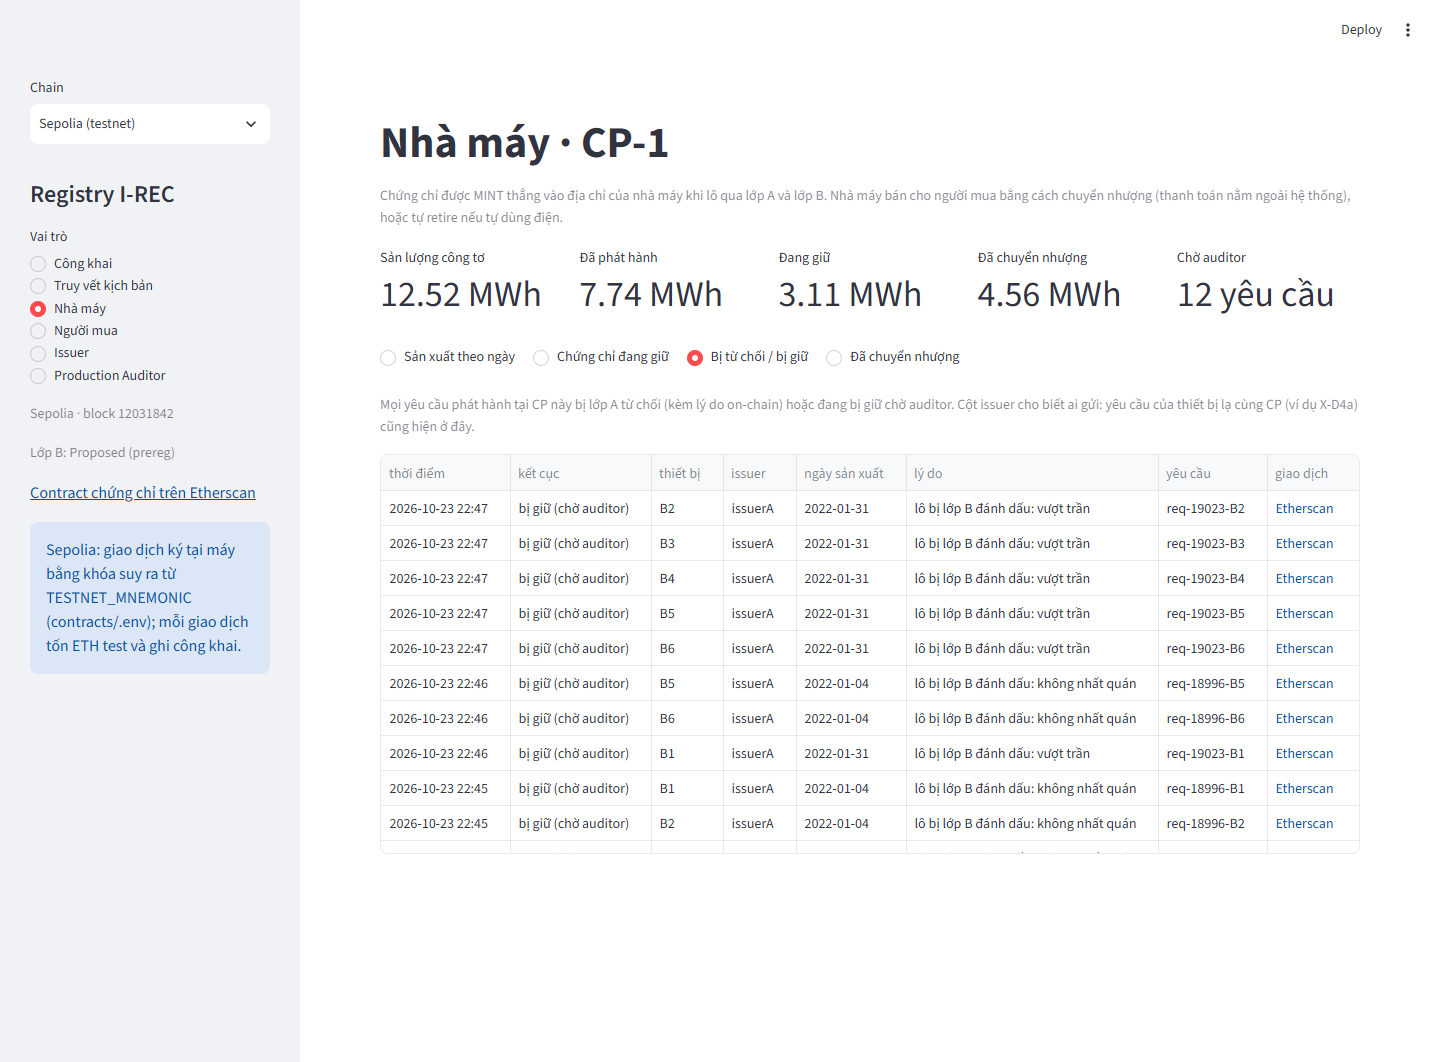 Deploy
Chain
Sepolia (testnet)
Registry I-REC
Vai trò
Công khai
Truy vết kịch bản
Nhà máy
Người mua
Issuer
Production Auditor
Sepolia · block 12031842
Lớp B: Proposed (prereg)
Contract chứng chỉ trên Etherscan
Sepolia: giao dịch ký tại máy
bằng khóa suy ra từ
TESTNET_MNEMONIC
(contracts/.env); mỗi giao dịch
tốn ETH test và ghi công khai.
Nhà máy · CP-1
Chứng chỉ được MINT thẳng vào địa chỉ của nhà máy khi lô qua lớp A và lớp B. Nhà máy bán cho người mua bằng cách chuyển nhượng (thanh toán nằm ngoài hệ thống),
hoặc tự retire nếu tự dùng điện.
Sản lượng công tơ Đã phát hành Đang giữ Đã chuyển nhượng Chờ auditor
12.52 MWh 7.74 MWh 3.11 MWh 4.56 MWh 12 yêu cầu
Sản xuất theo ngày Chứng chỉ đang giữ Bị từ chối / bị giữ Đã chuyển nhượng
Mọi yêu cầu phát hành tại CP này bị lớp A từ chối (kèm lý do on-chain) hoặc đang bị giữ chờ auditor. Cột issuer cho biết ai gửi: yêu cầu của thiết bị lạ cùng CP (ví dụ X-D4a)
cũng hiện ở đây.
thời điểm kết cục thiết bị issuer ngày sản xuất lý do yêu cầu giao dịch
2026-10-23 22:47 bị giữ (chờ auditor) B2 issuerA 2022-01-31 lô bị lớp B đánh dấu: vượt trần req-19023-B2 Etherscan
2026-10-23 22:47 bị giữ (chờ auditor) B3 issuerA 2022-01-31 lô bị lớp B đánh dấu: vượt trần req-19023-B3 Etherscan
2026-10-23 22:47 bị giữ (chờ auditor) B4 issuerA 2022-01-31 lô bị lớp B đánh dấu: vượt trần req-19023-B4 Etherscan
2026-10-23 22:47 bị giữ (chờ auditor) B5 issuerA 2022-01-31 lô bị lớp B đánh dấu: vượt trần req-19023-B5 Etherscan
2026-10-23 22:47 bị giữ (chờ auditor) B6 issuerA 2022-01-31 lô bị lớp B đánh dấu: vượt trần req-19023-B6 Etherscan
2026-10-23 22:46 bị giữ (chờ auditor) B5 issuerA 2022-01-04 lô bị lớp B đánh dấu: không nhất quán req-18996-B5 Etherscan
2026-10-23 22:46 bị giữ (chờ auditor) B6 issuerA 2022-01-04 lô bị lớp B đánh dấu: không nhất quán req-18996-B6 Etherscan
2026-10-23 22:46 bị giữ (chờ auditor) B1 issuerA 2022-01-31 lô bị lớp B đánh dấu: vượt trần req-19023-B1 Etherscan
2026-10-23 22:45 bị giữ (chờ auditor) B1 issuerA 2022-01-04 lô bị lớp B đánh dấu: không nhất quán req-18996-B1 Etherscan
2026-10-23 22:45 bị giữ (chờ auditor) B2 issuerA 2022-01-04 lô bị lớp B đánh dấu: không nhất quán req-18996-B2 Etherscan